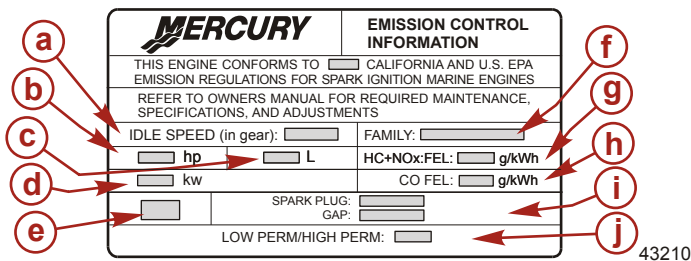 MERCURY
EMISSION CONTROL
INFORMATION
THIS ENGINE CONFORMS TO CALIFORNIA AND U.S. EPA
EMISSION REGULATIONS FOR SPARK IGNITION MARINE ENGINES
REFER TO OWNERS MANUAL FOR REQUIRED MAINTENANCE,
SPECIFICATIONS, AND ADJUSTMENTS
IDLE SPEED (in gear):
FAMILY:
hp
L
HC+NOx:FEL: g/kWh
kw
CO FEL: g/kWh
SPARK PLUG:
GAP:
LOW PERM/HIGH PERM:
a
b
c
d
e
f
g
h
i
j
43210